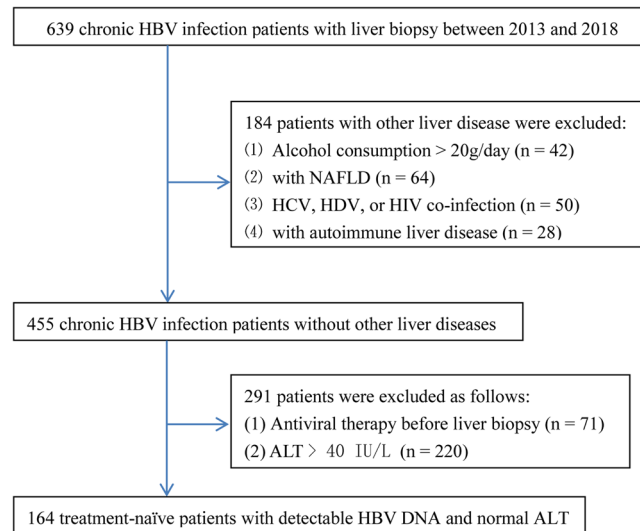 639 chronic HBV infection patients with liver biopsy between 2013 and 2018
184 patients with other liver disease were excluded:
(1) Alcohol consumption > 20g/day (n = 42)
(2) with NAFLD (n = 64)
(3) HCV, HDV, or HIV co-infection (n = 50)
(4) with autoimmune liver disease (n = 28)
455 chronic HBV infection patients without other liver diseases
291 patients were excluded as follows:
(1) Antiviral therapy before liver biopsy (n = 71)
(2) ALT > 40 IU/L (n = 220)
164 treatment-naïve patients with detectable HBV DNA and normal ALT